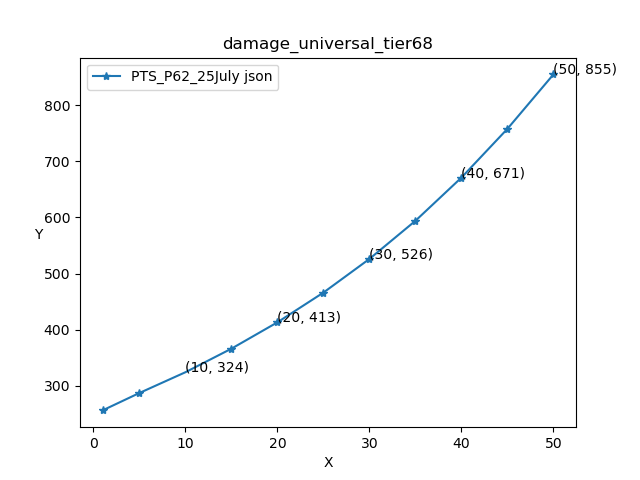 damage_universal_tier68
PTS_P62_25July json
(50, 855)
(40, 671)
(30, 526)
(20, 413)
(10, 324)
800
700
600
500
400
300
Y
0 10 20 30 40 50
X